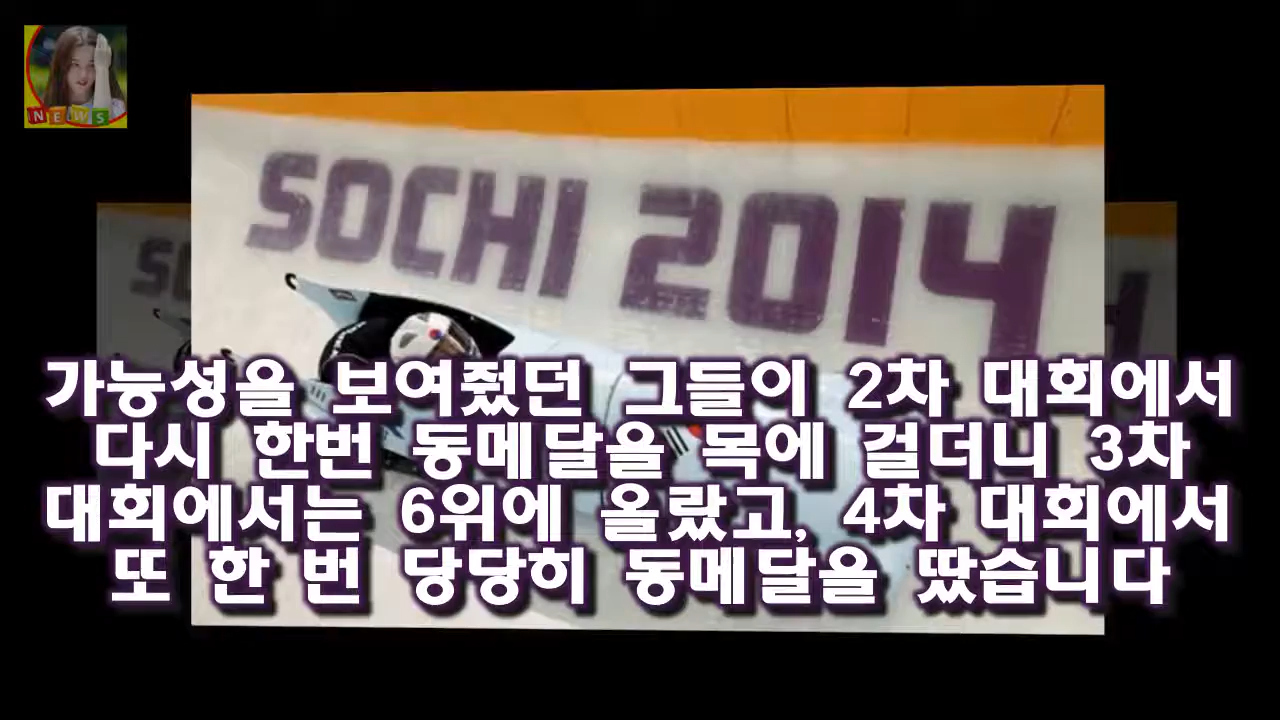 NEWS
SOCHI 2014
가능성을 보여줬던 그들이 2차 대회에서
다시 한번 동메달을 목에 걸더니 3차
대회에서는 6위에 올랐고, 4차 대회에서
또 한 번 당당히 동메달을 땄습니다